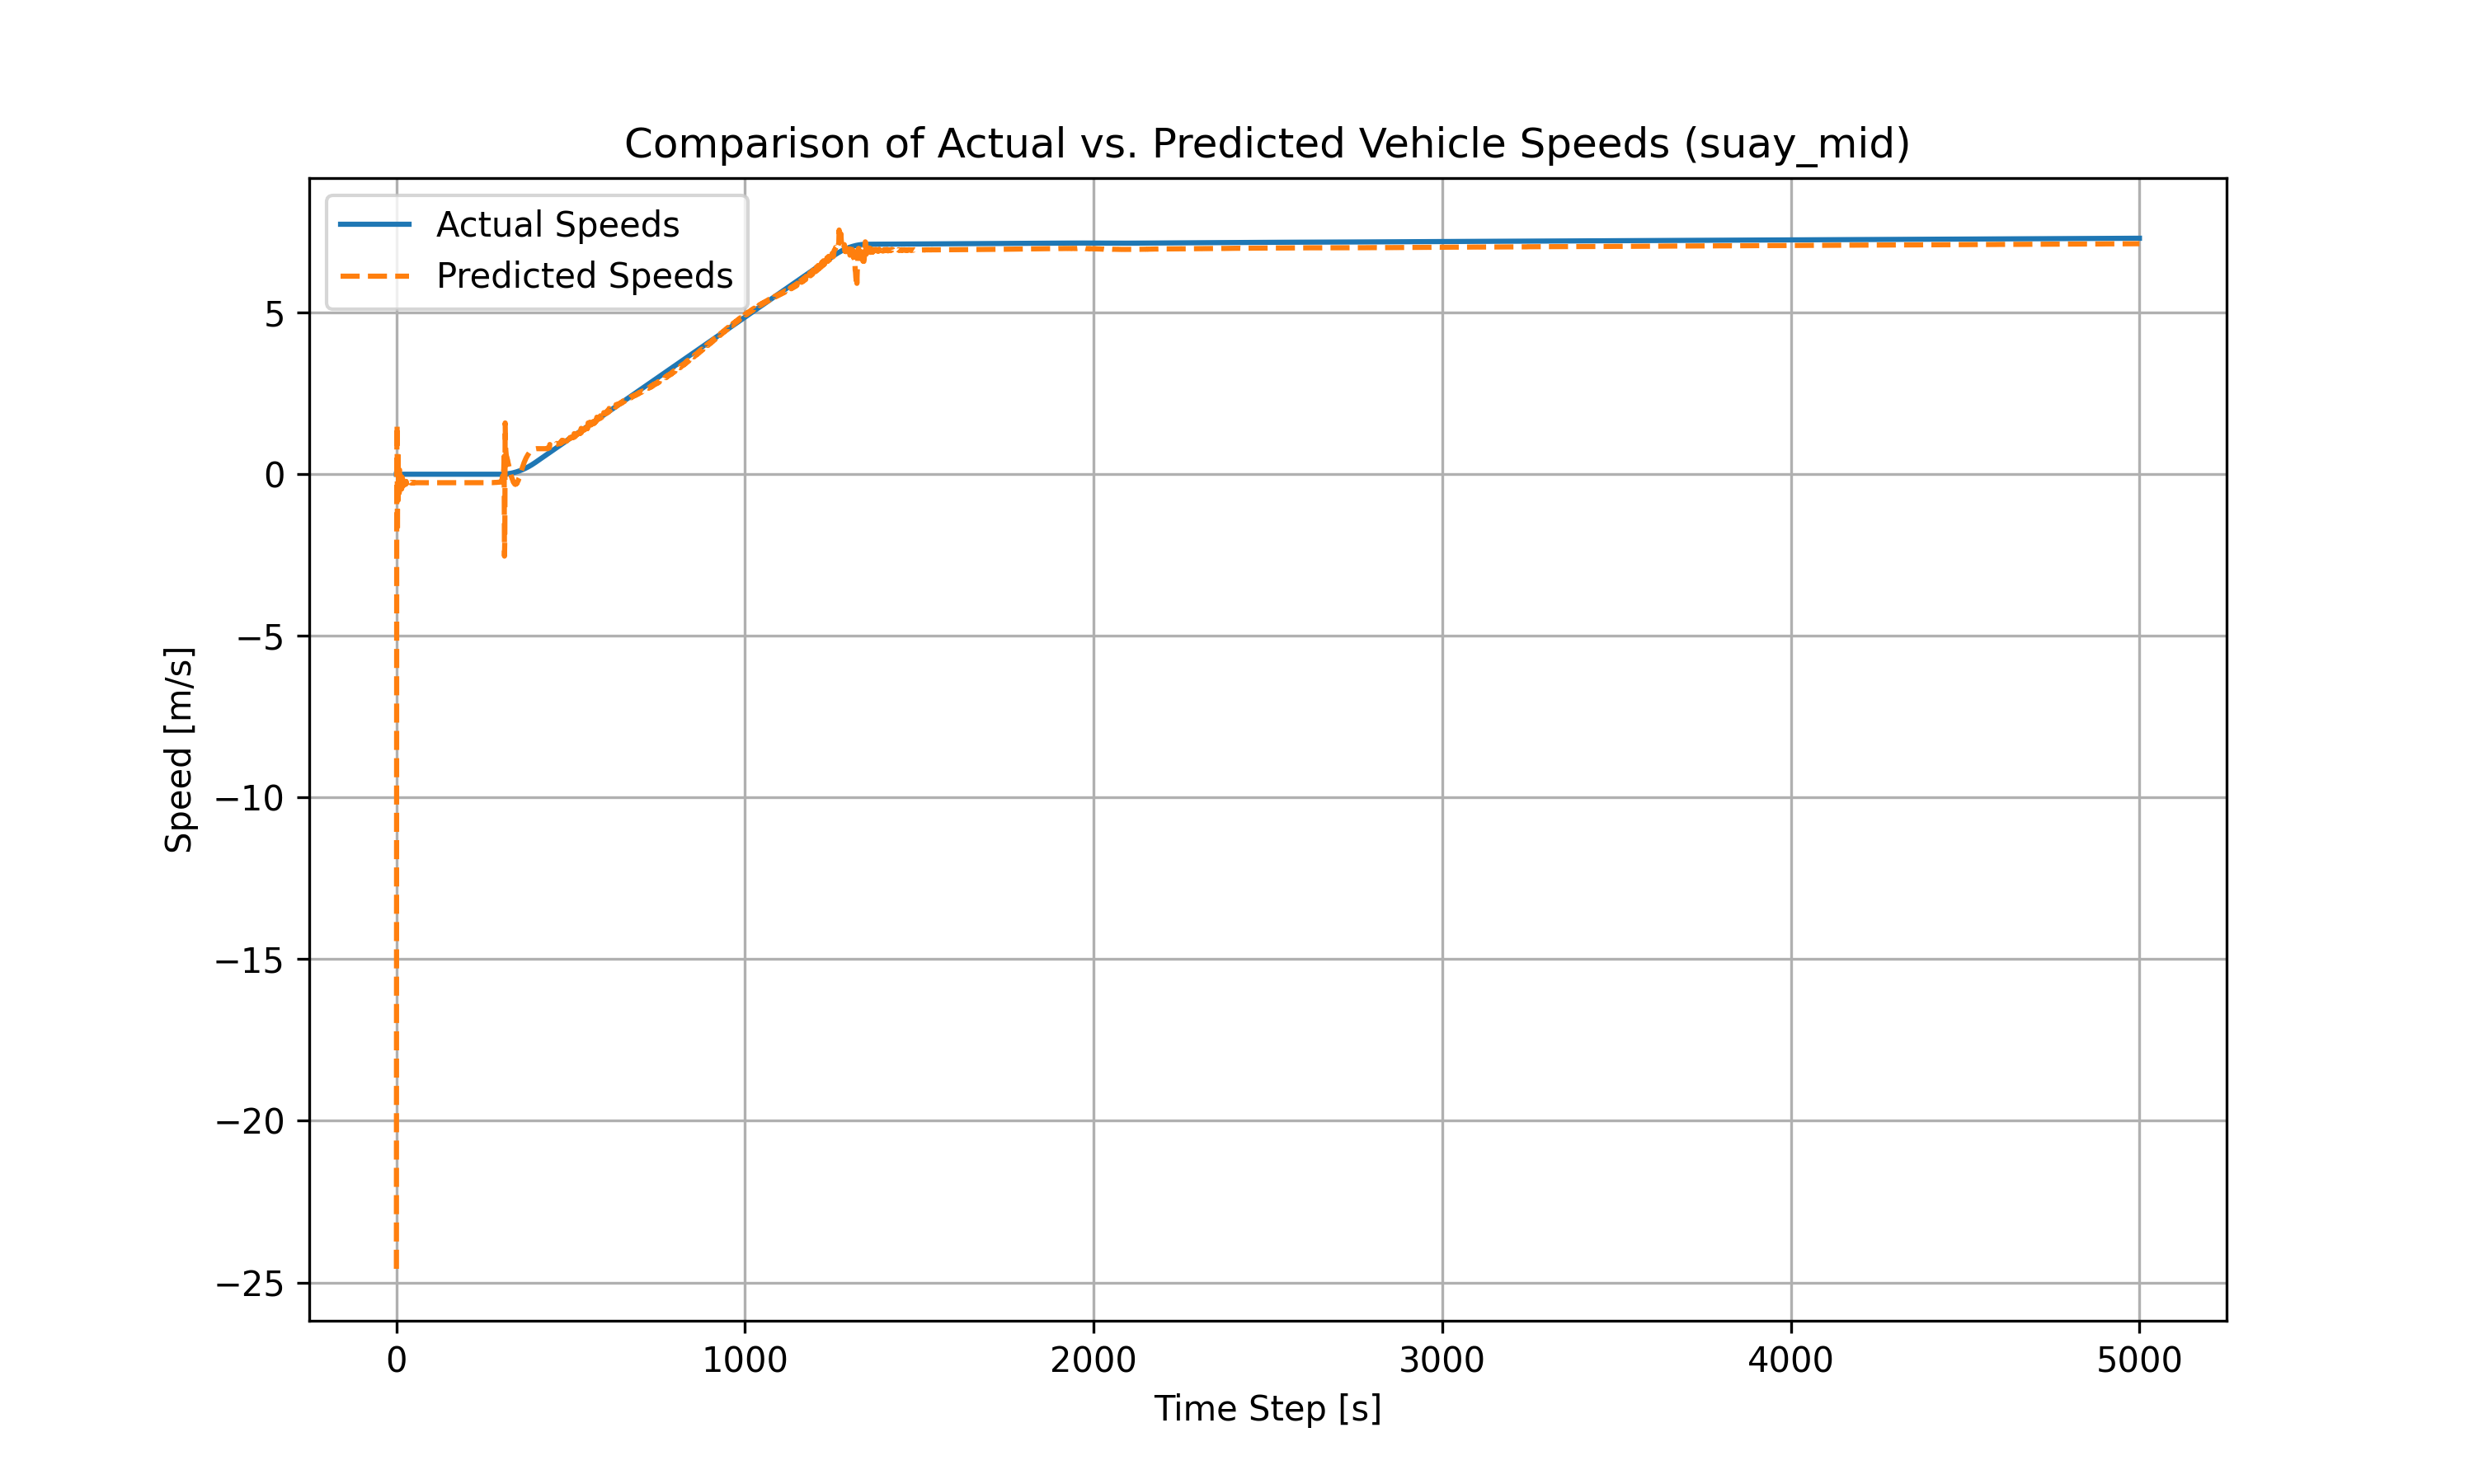 Comparison of Actual vs. Predicted Vehicle Speeds (suay_mid)
Actual Speeds
Predicted Speeds
5
0
−5
−10
−15
−20
−25
Speed [m/s]
0 1000 2000 3000 4000 5000
Time Step [s]